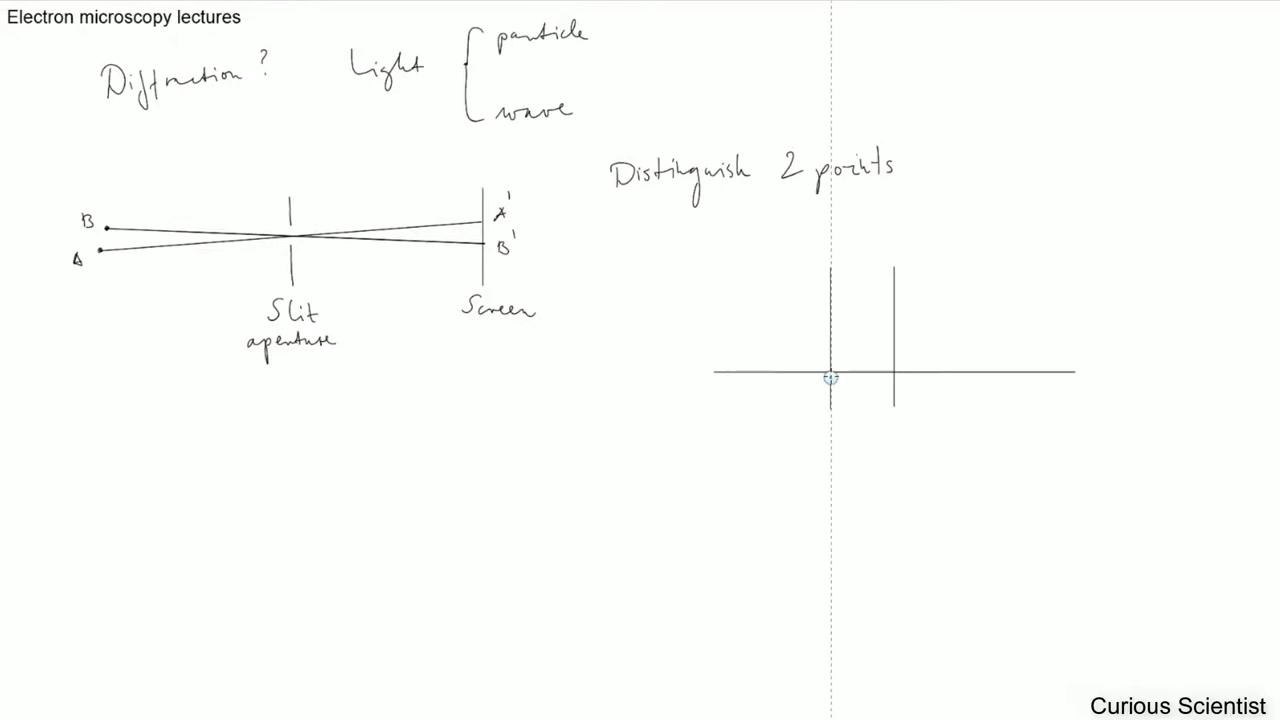 Electron microscopy lectures
Diffraction? Light { particle
wave
Distinguish 2 points
B A'
A B'
Slit Screen
aperture
Curious Scientist